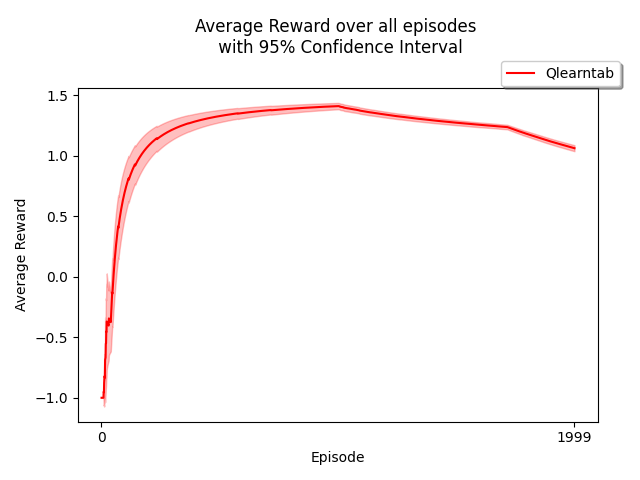 Average Reward over all episodes
with 95% Confidence Interval
Qlearntab
1.5
1.0
0.5
0.0
−0.5
−1.0
Average Reward
0
1999
Episode